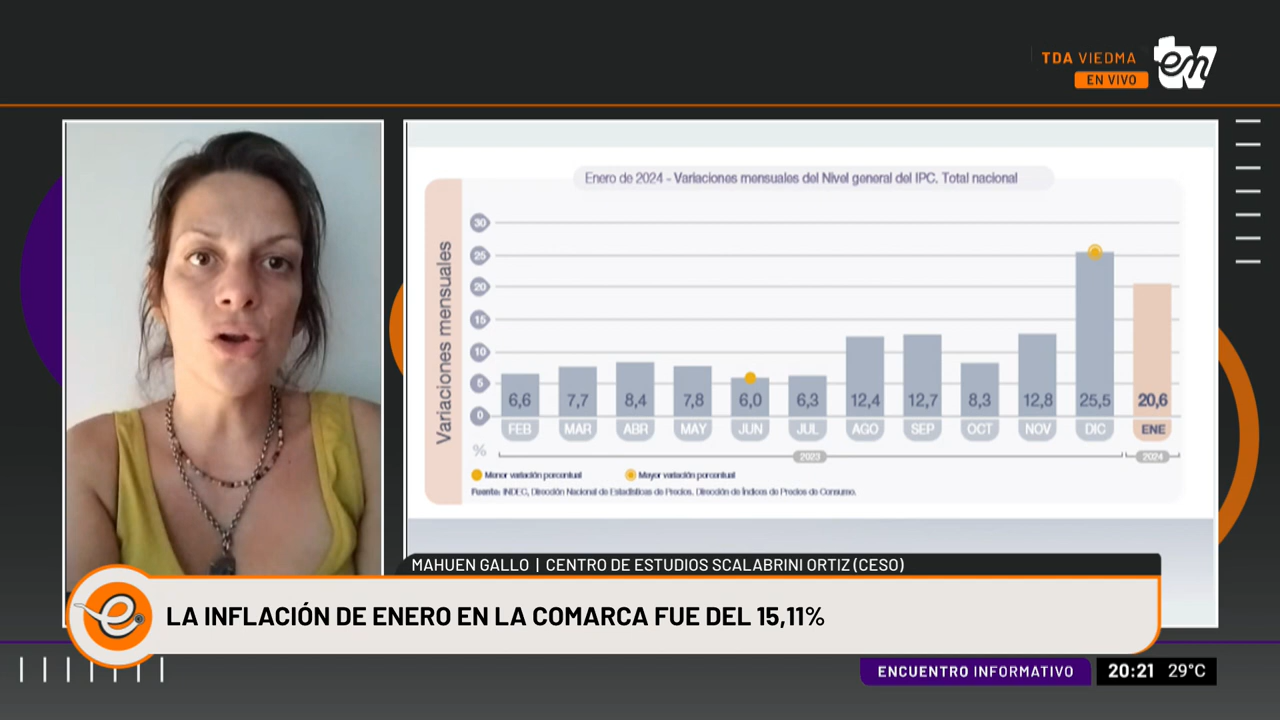 TDA VIEDMA
EN VIVO
em
Enero de 2024 - Variaciones mensuales del Nivel general del IPC. Total nacional
Variaciones mensuales
30
25
20
15
10
5
0
%
6,6 7,7 8,4 7,8 6,0 6,3 12,4 12,7 8,3 12,8 25,5 20,6
FEB MAR ABR MAY JUN JUL AGO SEP OCT NOV DIC ENE
2023 2024
Menor variación porcentual Mayor variación porcentual
Fuente: INDEC, Dirección Nacional de Estadísticas de Precios. Dirección de Índices de Precios de Consumo.
MAHUEN GALLO | CENTRO DE ESTUDIOS SCALABRINI ORTIZ (CESO)
e
LA INFLACIÓN DE ENERO EN LA COMARCA FUE DEL 15,11%
ENCUENTRO INFORMATIVO
20:21 29°C